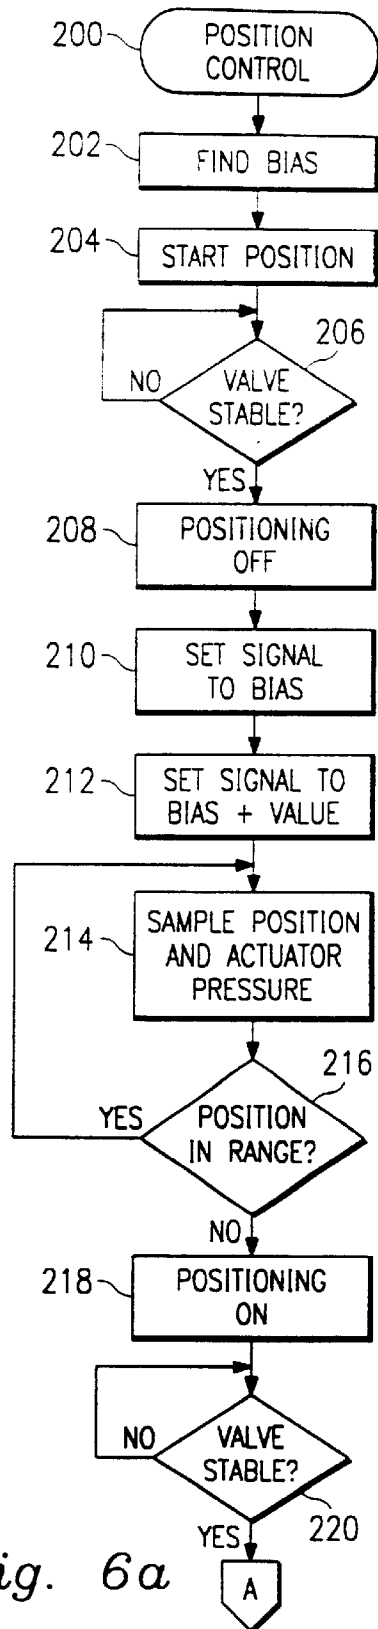 200
POSITION
CONTROL
202
FIND BIAS
204
START POSITION
206
NO
VALVE
STABLE?
YES
208
POSITIONING
OFF
210
SET SIGNAL
TO BIAS
212
SET SIGNAL TO
BIAS + VALUE
214
SAMPLE POSITION
AND ACTUATOR
PRESSURE
216
YES
POSITION
IN RANGE?
NO
218
POSITIONING
ON
NO
VALVE
STABLE?
220
YES
A
ig. 6a